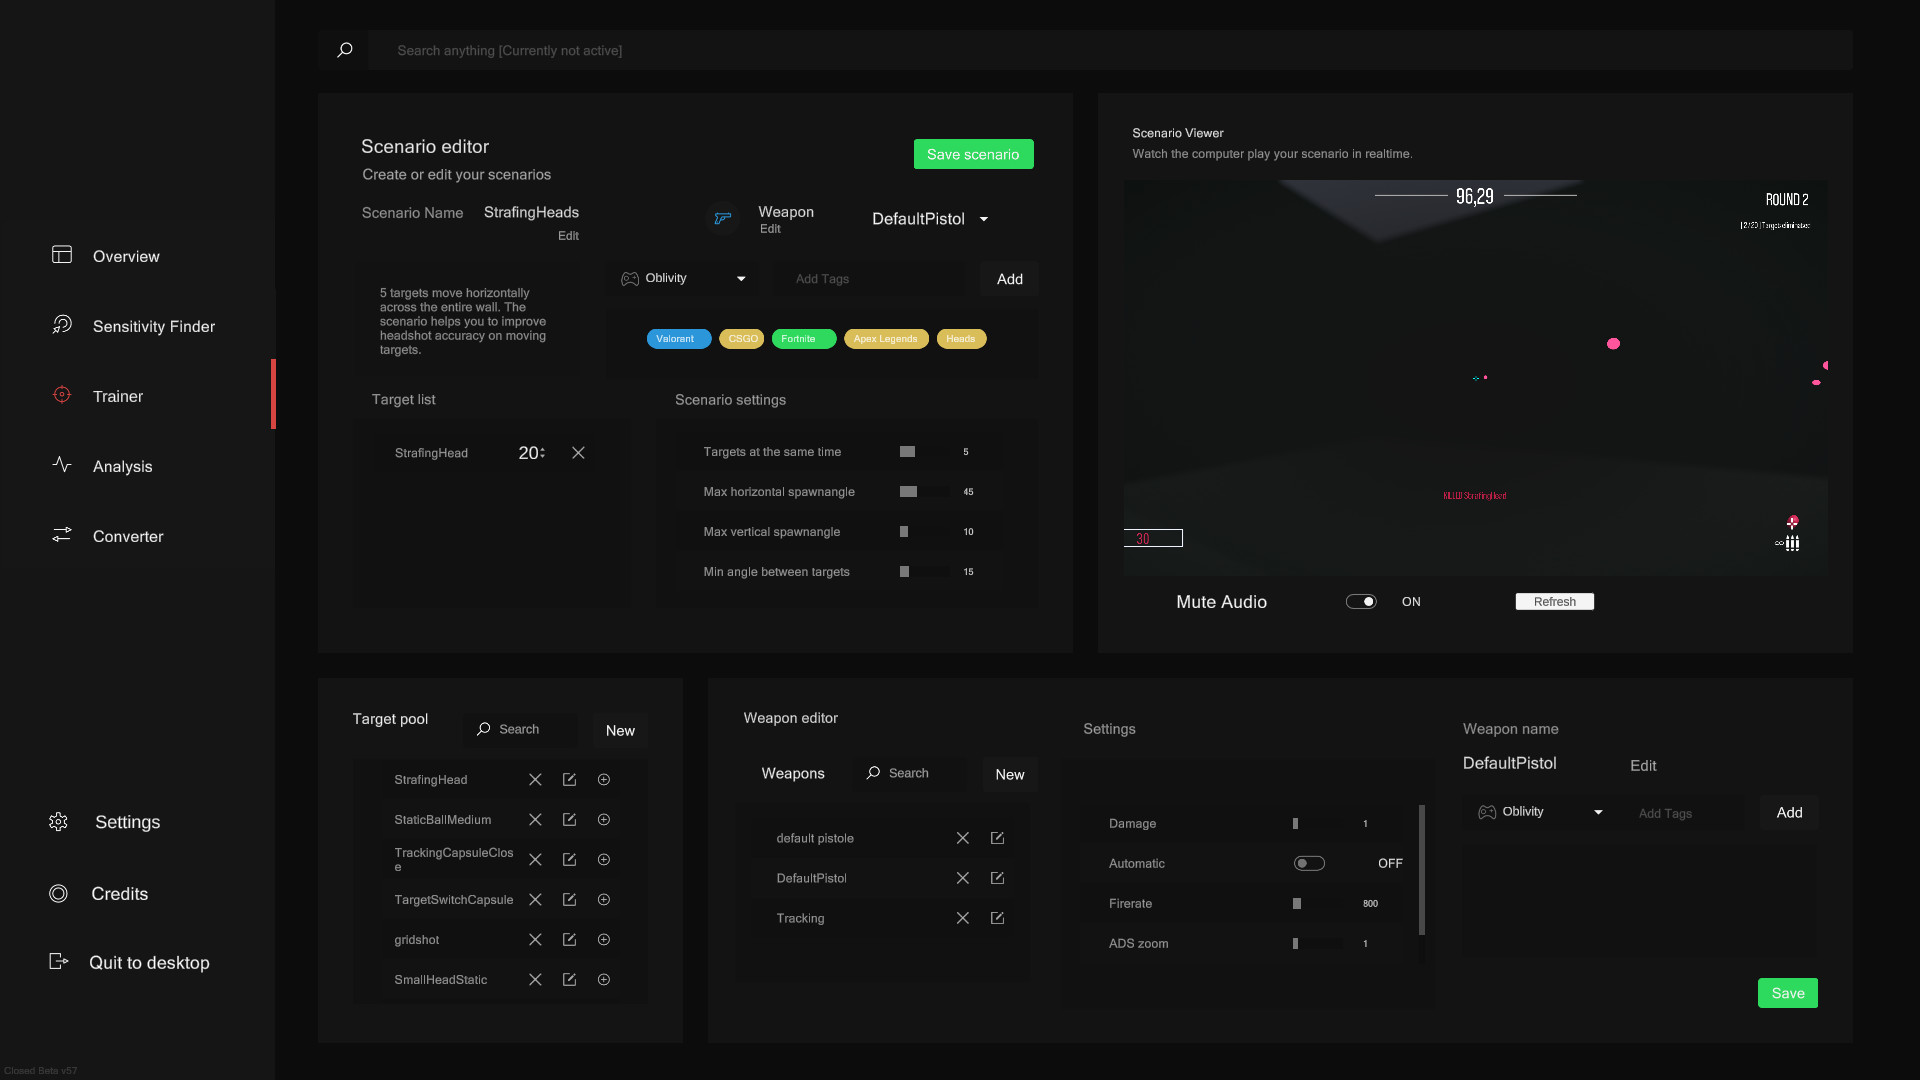 Search anything [Currently not active]
Overview
Sensitivity Finder
Trainer
Analysis
Converter
Settings
Credits
Quit to desktop
Closed Beta v57
Scenario editor
Create or edit your scenarios
Save scenario
Scenario Name
StrafingHeads
Edit
Weapon
Edit
DefaultPistol
5 targets move horizontally
across the entire wall. The
scenario helps you to improve
headshot accuracy on moving
targets.
Oblivity
Add Tags
Add
Valorant
CSGO
Fortnite
Apex Legends
Heads
Target list
StrafingHead
20
Scenario settings
Targets at the same time
5
Max horizontal spawnangle
45
Max vertical spawnangle
10
Min angle between targets
15
Scenario Viewer
Watch the computer play your scenario in realtime.
96,29
ROUND 2
[2/20] Targets eliminated
KILLED StrafingHead
30
Mute Audio
ON
Refresh
Target pool
Search
New
StrafingHead
StaticBallMedium
TrackingCapsuleClos
e
TargetSwitchCapsule
gridshot
SmallHeadStatic
Weapon editor
Weapons
Search
New
default pistole
DefaultPistol
Tracking
Settings
Damage
1
Automatic
OFF
Firerate
800
ADS zoom
1
Weapon name
DefaultPistol
Edit
Oblivity
Add Tags
Add
Save